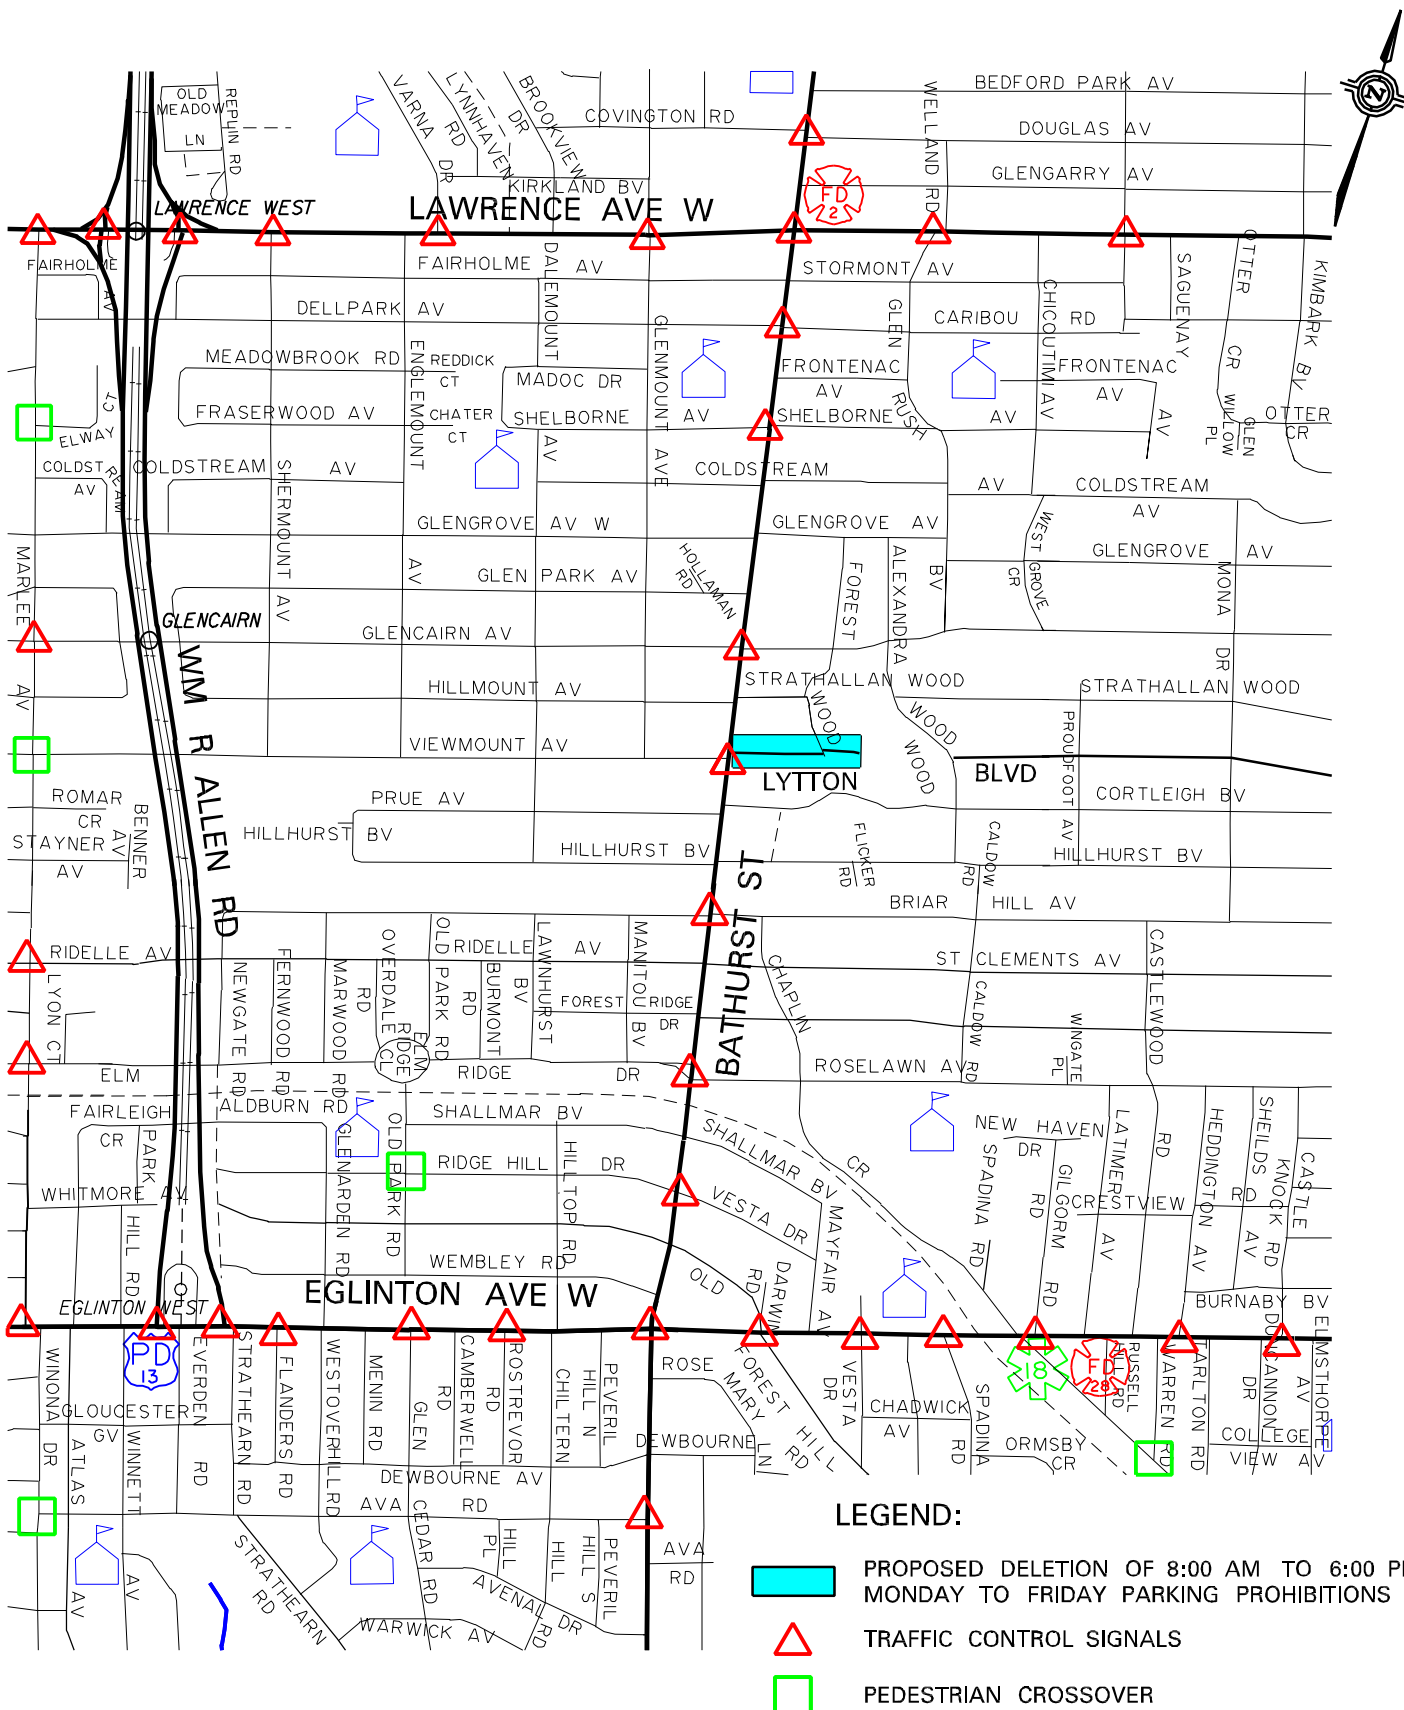 BEDFORD PARK AV
OLD
MEADOW
LN
REPLIN RD
VARNA
DR
LYNNHAVEN
RD
BROOKVIEW
DR
COVINGTON RD
WELLAND RD
DOUGLAS AV
GLENGARRY AV
KIRKLAND BV
FD
2
N
LAWRENCE WEST
LAWRENCE AVE W
FAIRHOLME
AV
FAIRHOLME AV
DALEMOUNT
AV
STORMONT AV
SAGUENAY
AV
OTTER
CR
KIMBARK BV
DELLPARK AV
GLENMOUNT AVE
GLEN
RUSH
BV
CARIBOU RD
CHICOUTIMI AV
MEADOWBROOK RD
ENGLEMOUNT
AV
REDDICK
CT
MADOC DR
FRONTENAC
AV
FRONTENAC
AV
FRASERWOOD AV
CHATER
CT
SHELBORNE AV
SHELBORNE AV
GLEN
WILLOW
PL
OTTER
CR
ELWAY
CT
COLDSTREAM
AV
COLDSTREAM AV
SHERMOUNT AV
COLDSTREAM AV
COLDSTREAM
AV
GLENGROVE AV W
GLENGROVE AV
WEST GROVE
CR
GLENGROVE AV
MARLEE
AV
GLEN PARK AV
HOLLAMAN
RD
FOREST
WOOD
ALEXANDRA
WOOD
MONA
DR
GLENCAIRN
GLENCAIRN AV
WM R ALLEN RD
HILLMOUNT AV
STRATHALLAN WOOD
STRATHALLAN WOOD
VIEWMOUNT AV
WOOD
PROUDFOOT AV
LYTTON
BLVD
ROMAR
CR
BENNER
AV
PRUE AV
CORTLEIGH BV
STAYNER
AV
HILLHURST BV
HILLHURST BV
FLICKER
RD
CALDOW
RD
HILLHURST BV
BATHURST ST
BRIAR HILL AV
RIDELLE AV
LYON CT
NEWGATE RD
FERNWOOD RD
MARWOOD RD
OVERDALE
RD
OLD PARK RD
RIDELLE AV
BURMONT
RD
LAWNHURST
BV
MANITOU BV
FOREST RIDGE
DR
CHAPLIN
CR
ST CLEMENTS AV
CALDOW RD
WINGATE
PL
CASTLEWOOD
RD
ELM
ELM
RIDGE
CL
RIDGE DR
ROSELAWN AV
FAIRLEIGH
CR
ALDBURN RD
SHALLMAR BV
SHALLMAR BV
PARK
HILL RD
WHITMORE AV
GLENARDEN RD
OLD PARK RD
RIDGE HILL DR
HILLTOP RD
VESTA DR
MAYFAIR AV
NEW HAVEN
DR
SPADINA RD
GILGORM
RD
LATIMER
AV
CRESTVIEW RD
HEDDINGTON AV
SHEILDS
AV
CASTLE
KNOCK RD
WEMBLEY RD
OLD
FOREST HILL
RD
DARWIN
RD
EGLINTON WEST
EGLINTON AVE W
BURNABY BV
PD
13
18
FD
28
WINONA
DR
GLOUCESTER
GV
ATLAS
AV
WINNETT
AV
EVERDEN
RD
STRATHEARN RD
FLANDERS RD
WESTOVER
HILL RD
MENIN RD
GLEN
CEDAR RD
CAMBERWELL
RD
ROSTREVOR
RD
CHILTERN
HILL
PEVERIL
HILL N
ROSE
MARY
LN
VESTA
DR
CHADWICK
AV
SPADINA
RD
ORMSBY
CR
RUSSELL
HILL RD
WARREN
RD
TARLTON RD
DUNCANNON
DR
COLLEGE
VIEW AV
ELMSTHORPE
AV
DEWBOURNE AV
DEWBOURNE
AVA RD
AVA
RD
STRATHEARN
RD
HILL
PL
PEVERIL
HILL S
AVENAL DR
WARWICK AV
RD
LEGEND:
PROPOSED DELETION OF 8:00 AM TO 6:00 P
MONDAY TO FRIDAY PARKING PROHIBITIONS
TRAFFIC CONTROL SIGNALS
PEDESTRIAN CROSSOVER